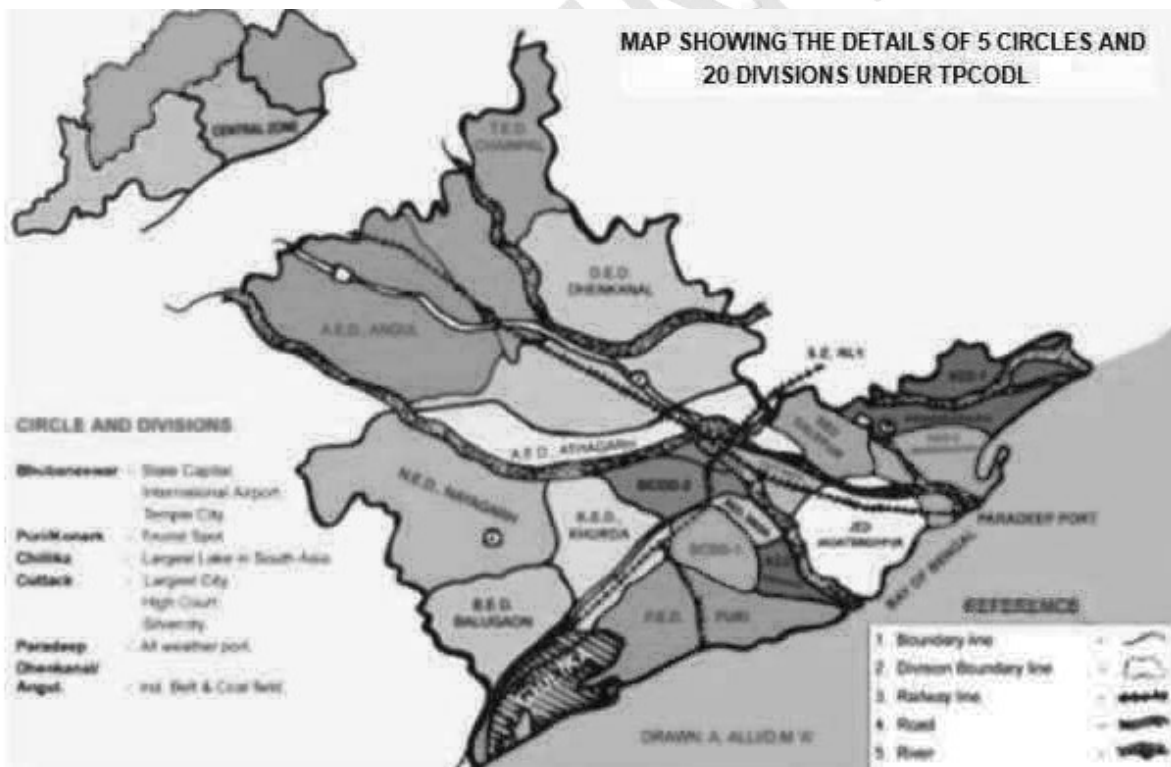 MAP SHOWING THE DETAILS OF 5 CIRCLES AND
20 DIVISIONS UNDER TPCODL
CENTRAL ZONE
T.E.D.
CHAINPAL
D.E.D.
DHENKANAL
A.E.D., ANGUL
S.E. RLY.
A.E.D., ATHAGARH
N.E.D., NAYAGARH
K.E.D.,
KHURDA
BCDD-2
BCDD-1
B.E.D.
BALUGAON
P.E.D.
PURI
JED
JAGATSINGHPUR
PARADEEP PORT
BAY OF BENGAL
CIRCLE AND DIVISIONS
Bhubaneswar - State Capital
International Airport
Temple City
Puri/Konark - Tourist Spot
Chillika - Largest Lake in South Asia
Cuttack - Largest City
High Court
Paradeep - All weather port
Dhenkanal/
Angul. - Ind. Belt & Coal field
REFERENCE
1. Boundary line
2. Division Boundary line
3. Railway line
4. Road
5. River
DRAWN: A. ALI/D.M W